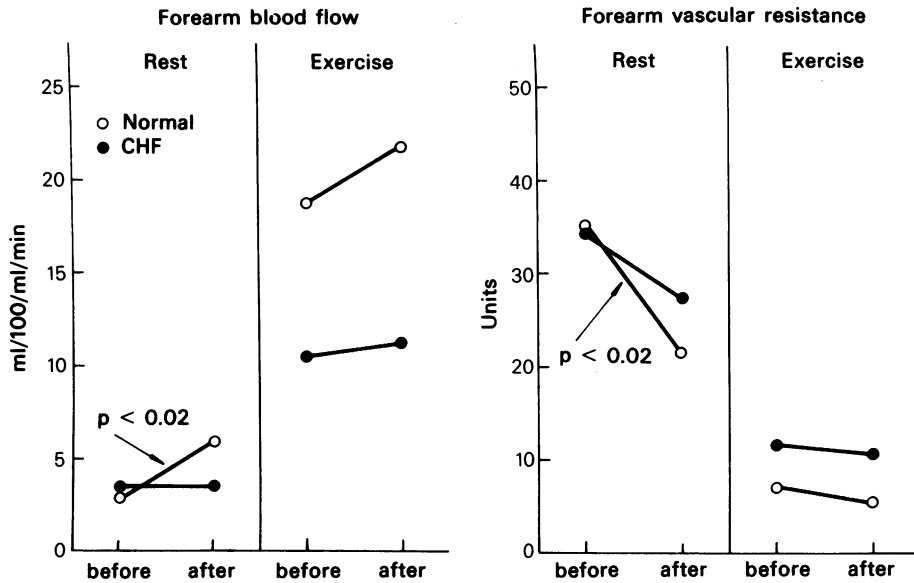 Forearm blood flow
Rest
Exercise
25
20
15
10
5
0
ml/100/ml/min
Normal
CHF
p < 0.02
before
after
before
after
Forearm vascular resistance
Rest
Exercise
50
40
30
20
10
0
Units
p < 0.02
before
after
before
after